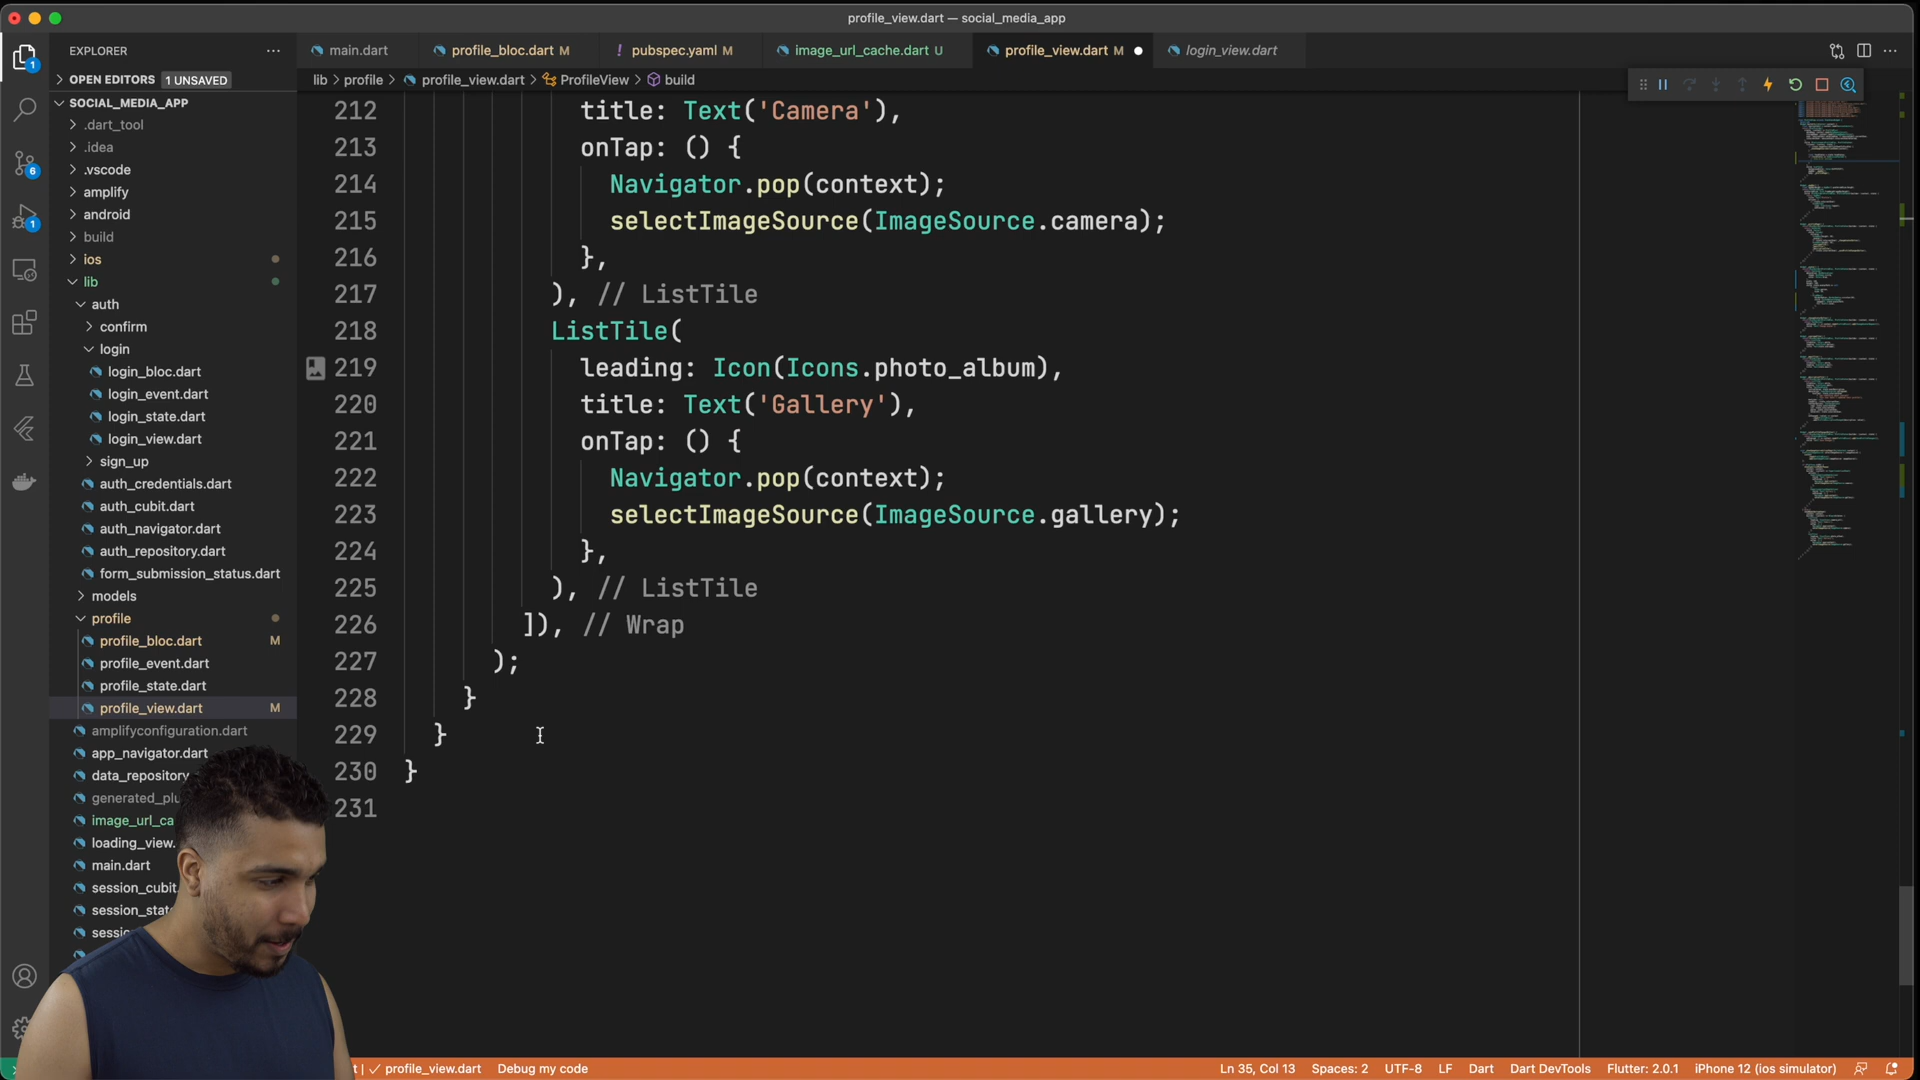 profile_view.dart — social_media_app
EXPLORER
main.dart
profile_bloc.dart M
! pubspec.yaml M
image_url_cache.dart U
profile_view.dart M
login_view.dart
OPEN EDITORS 1 UNSAVED
lib > profile > profile_view.dart > ProfileView > build
SOCIAL_MEDIA_APP
.dart_tool
.idea
.vscode
amplify
android
build
ios
lib
auth
confirm
login
login_bloc.dart
login_event.dart
login_state.dart
login_view.dart
sign_up
auth_credentials.dart
auth_cubit.dart
auth_navigator.dart
auth_repository.dart
form_submission_status.dart
models
profile
profile_bloc.dart M
profile_event.dart
profile_state.dart
profile_view.dart M
amplifyconfiguration.dart
app_navigator.dart
data_repository
main.dart
1
6
1
212 title: Text('Camera'),
213 onTap: () {
214 Navigator.pop(context);
215 selectImageSource(ImageSource.camera);
216 },
217 ), // ListTile
218 ListTile(
219 leading: Icon(Icons.photo_album),
220 title: Text('Gallery'),
221 onTap: () {
222 Navigator.pop(context);
223 selectImageSource(ImageSource.gallery);
224 },
225 ), // ListTile
226 ]), // Wrap
227 );
228 }
229 }
230 }
231
profile_view.dart
Debug my code
Ln 35, Col 13
Spaces: 2
UTF-8
LF
Dart
Dart DevTools
Flutter: 2.0.1
iPhone 12 (ios simulator)